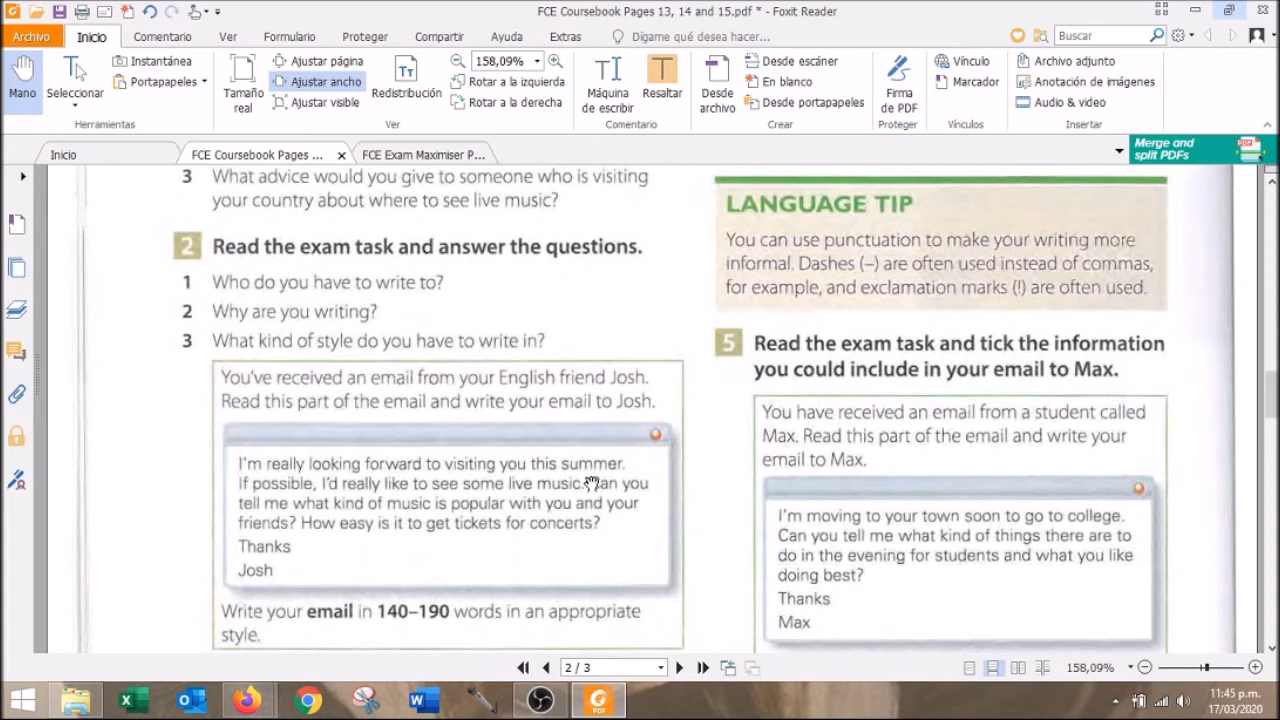 FCE Coursebook Pages 13, 14 and 15.pdf * - Foxit Reader
Archivo Inicio Comentario Ver Formulario Proteger Compartir Ayuda Extras Dígame qué desea hacer... Buscar
Mano
Seleccionar
Instantánea
Portapapeles
Herramientas
Tamaño real
Ajustar página
Ajustar ancho
Ajustar visible
Redistribución
158,09%
Rotar a la izquierda
Rotar a la derecha
Ver
Máquina de escribir
Resaltar
Comentario
Desde archivo
Desde escáner
En blanco
Desde portapapeles
Crear
Firma de PDF
Proteger
Vínculo
Marcador
Vínculos
Archivo adjunto
Anotación de imágenes
Audio & video
Insertar
Inicio
FCE Coursebook Pages ...
FCE Exam Maximiser P...
Merge and
split PDFs
3 What advice would you give to someone who is visiting
your country about where to see live music?
2 Read the exam task and answer the questions.
1 Who do you have to write to?
2 Why are you writing?
3 What kind of style do you have to write in?
You've received an email from your English friend Josh.
Read this part of the email and write your email to Josh.
I'm really looking forward to visiting you this summer.
If possible, I'd really like to see some live music. Can you
tell me what kind of music is popular with you and your
friends? How easy is it to get tickets for concerts?
Thanks
Josh
Write your email in 140–190 words in an appropriate
style.
LANGUAGE TIP
You can use punctuation to make your writing more
informal. Dashes (–) are often used instead of commas,
for example, and exclamation marks (!) are often used.
5 Read the exam task and tick the information
you could include in your email to Max.
You have received an email from a student called
Max. Read this part of the email and write your
email to Max.
I'm moving to your town soon to go to college.
Can you tell me what kind of things there are to
do in the evening for students and what you like
doing best?
Thanks
Max
2 / 3
158,09%
11:45 p.m.
17/03/2020